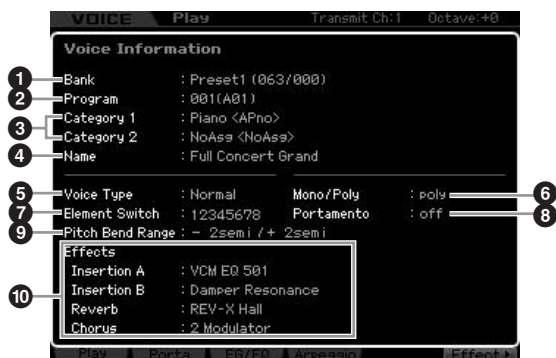 VOICE Play Transmit Ch:1 Octave:+0
Voice Information
1 Bank : Preset1 (063/000)
2 Program : 001(A01)
3 Category 1 : Piano <APno>
Category 2 : NoAsg <NoAsg>
4 Name : Full Concert Grand
5 Voice Type : Normal Mono/Poly : poly 6
7 Element Switch : 12345678 Portamento : off 8
9 Pitch Bend Range : - 2semi /+ 2semi
Effects
10 Insertion A : VCM EQ 501
Insertion B : Damper Resonance
Reverb : REV-X Hall
Chorus : 2 Modulator
Play Porta EG/EQ Arpeggio Effect